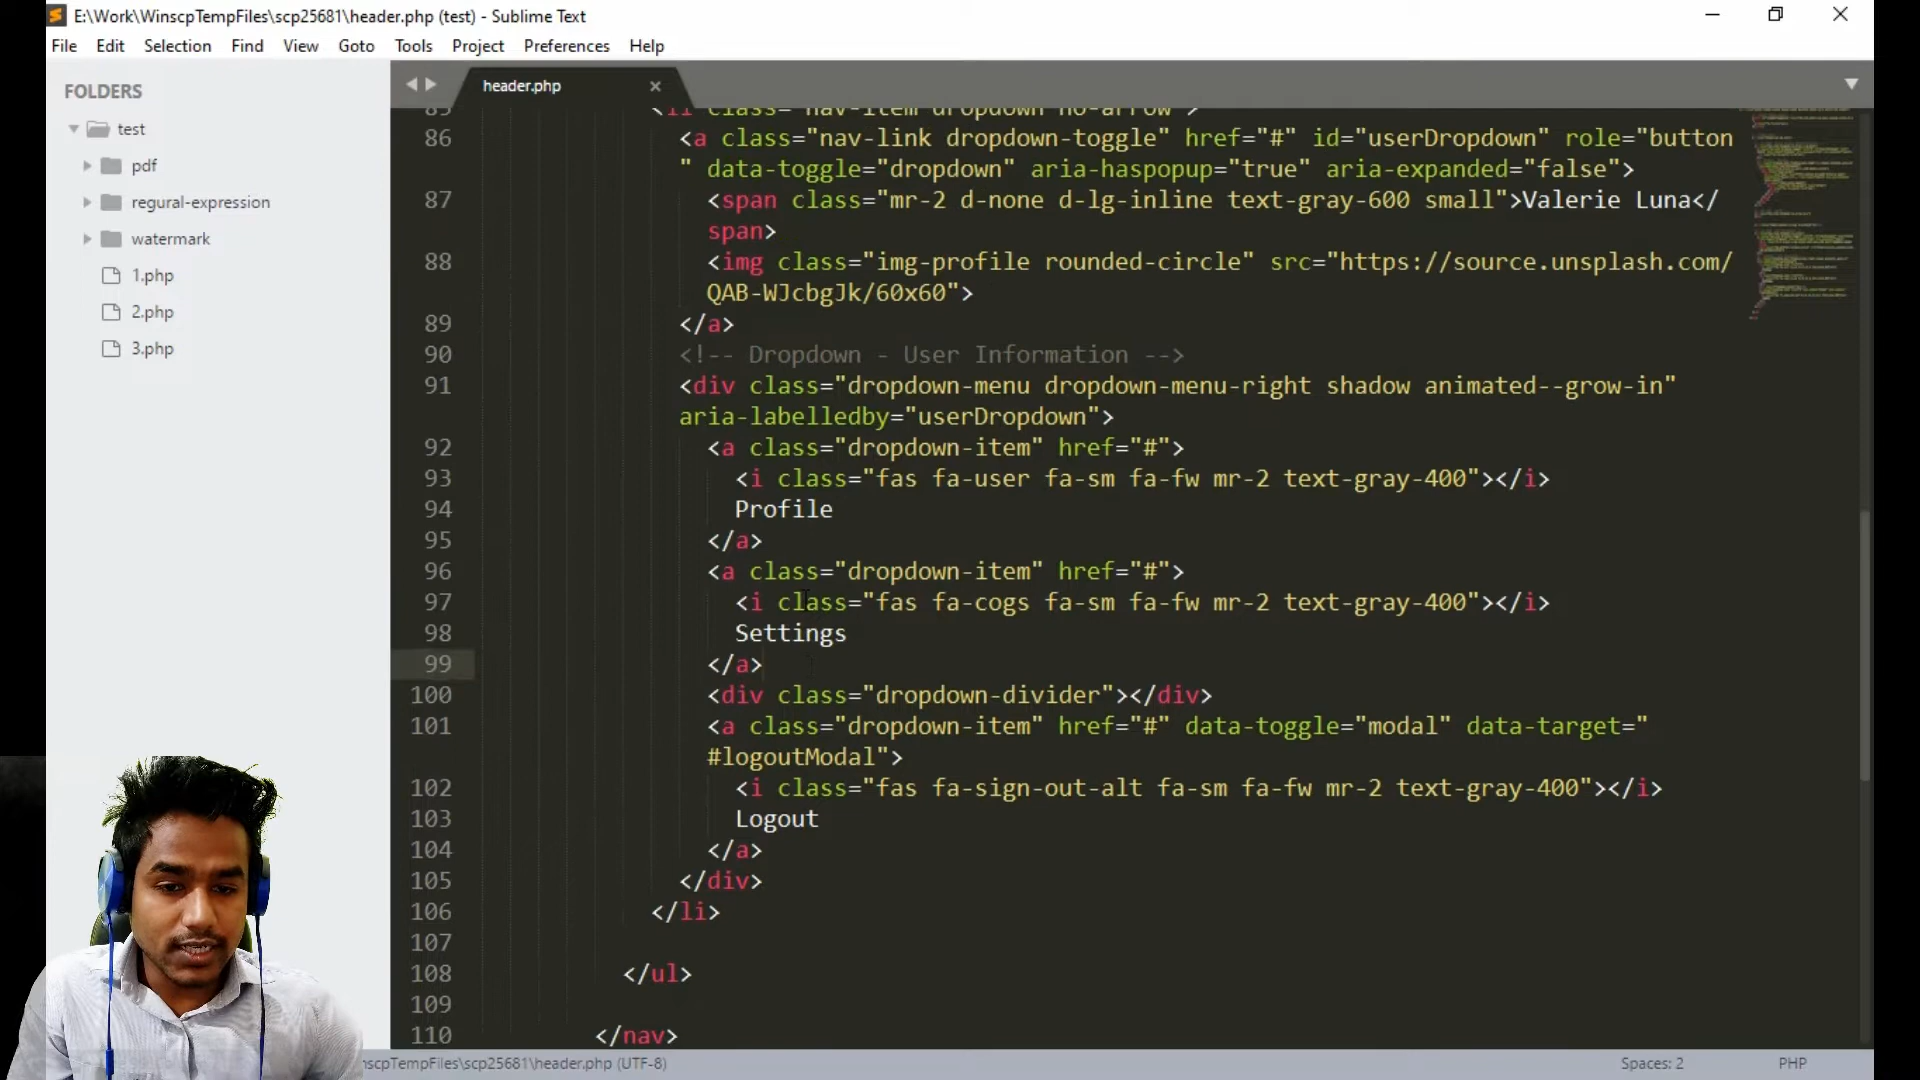 E:\Work\WinscpTempFiles\scp25681\header.php (test) - Sublime Text
File Edit Selection Find View Goto Tools Project Preferences Help
FOLDERS
test
pdf
regural-expression
watermark
1.php
2.php
3.php
header.php
85 <li class="nav-item dropdown no-arrow">
86 <a class="nav-link dropdown-toggle" href="#" id="userDropdown" role="button
" data-toggle="dropdown" aria-haspopup="true" aria-expanded="false">
87 <span class="mr-2 d-none d-lg-inline text-gray-600 small">Valerie Luna</
span>
88 <img class="img-profile rounded-circle" src="https://source.unsplash.com/
QAB-WJcbgJk/60x60">
89 </a>
90 <!-- Dropdown - User Information -->
91 <div class="dropdown-menu dropdown-menu-right shadow animated--grow-in"
aria-labelledby="userDropdown">
92 <a class="dropdown-item" href="#">
93 <i class="fas fa-user fa-sm fa-fw mr-2 text-gray-400"></i>
94 Profile
95 </a>
96 <a class="dropdown-item" href="#">
97 <i class="fas fa-cogs fa-sm fa-fw mr-2 text-gray-400"></i>
98 Settings
99 </a>
100 <div class="dropdown-divider"></div>
101 <a class="dropdown-item" href="#" data-toggle="modal" data-target="
#logoutModal">
102 <i class="fas fa-sign-out-alt fa-sm fa-fw mr-2 text-gray-400"></i>
103 Logout
104 </a>
105 </div>
106 </li>
107
108 </ul>
109
110 </nav>
nscpTempFiles\scp25681\header.php (UTF-8)
Spaces: 2
PHP